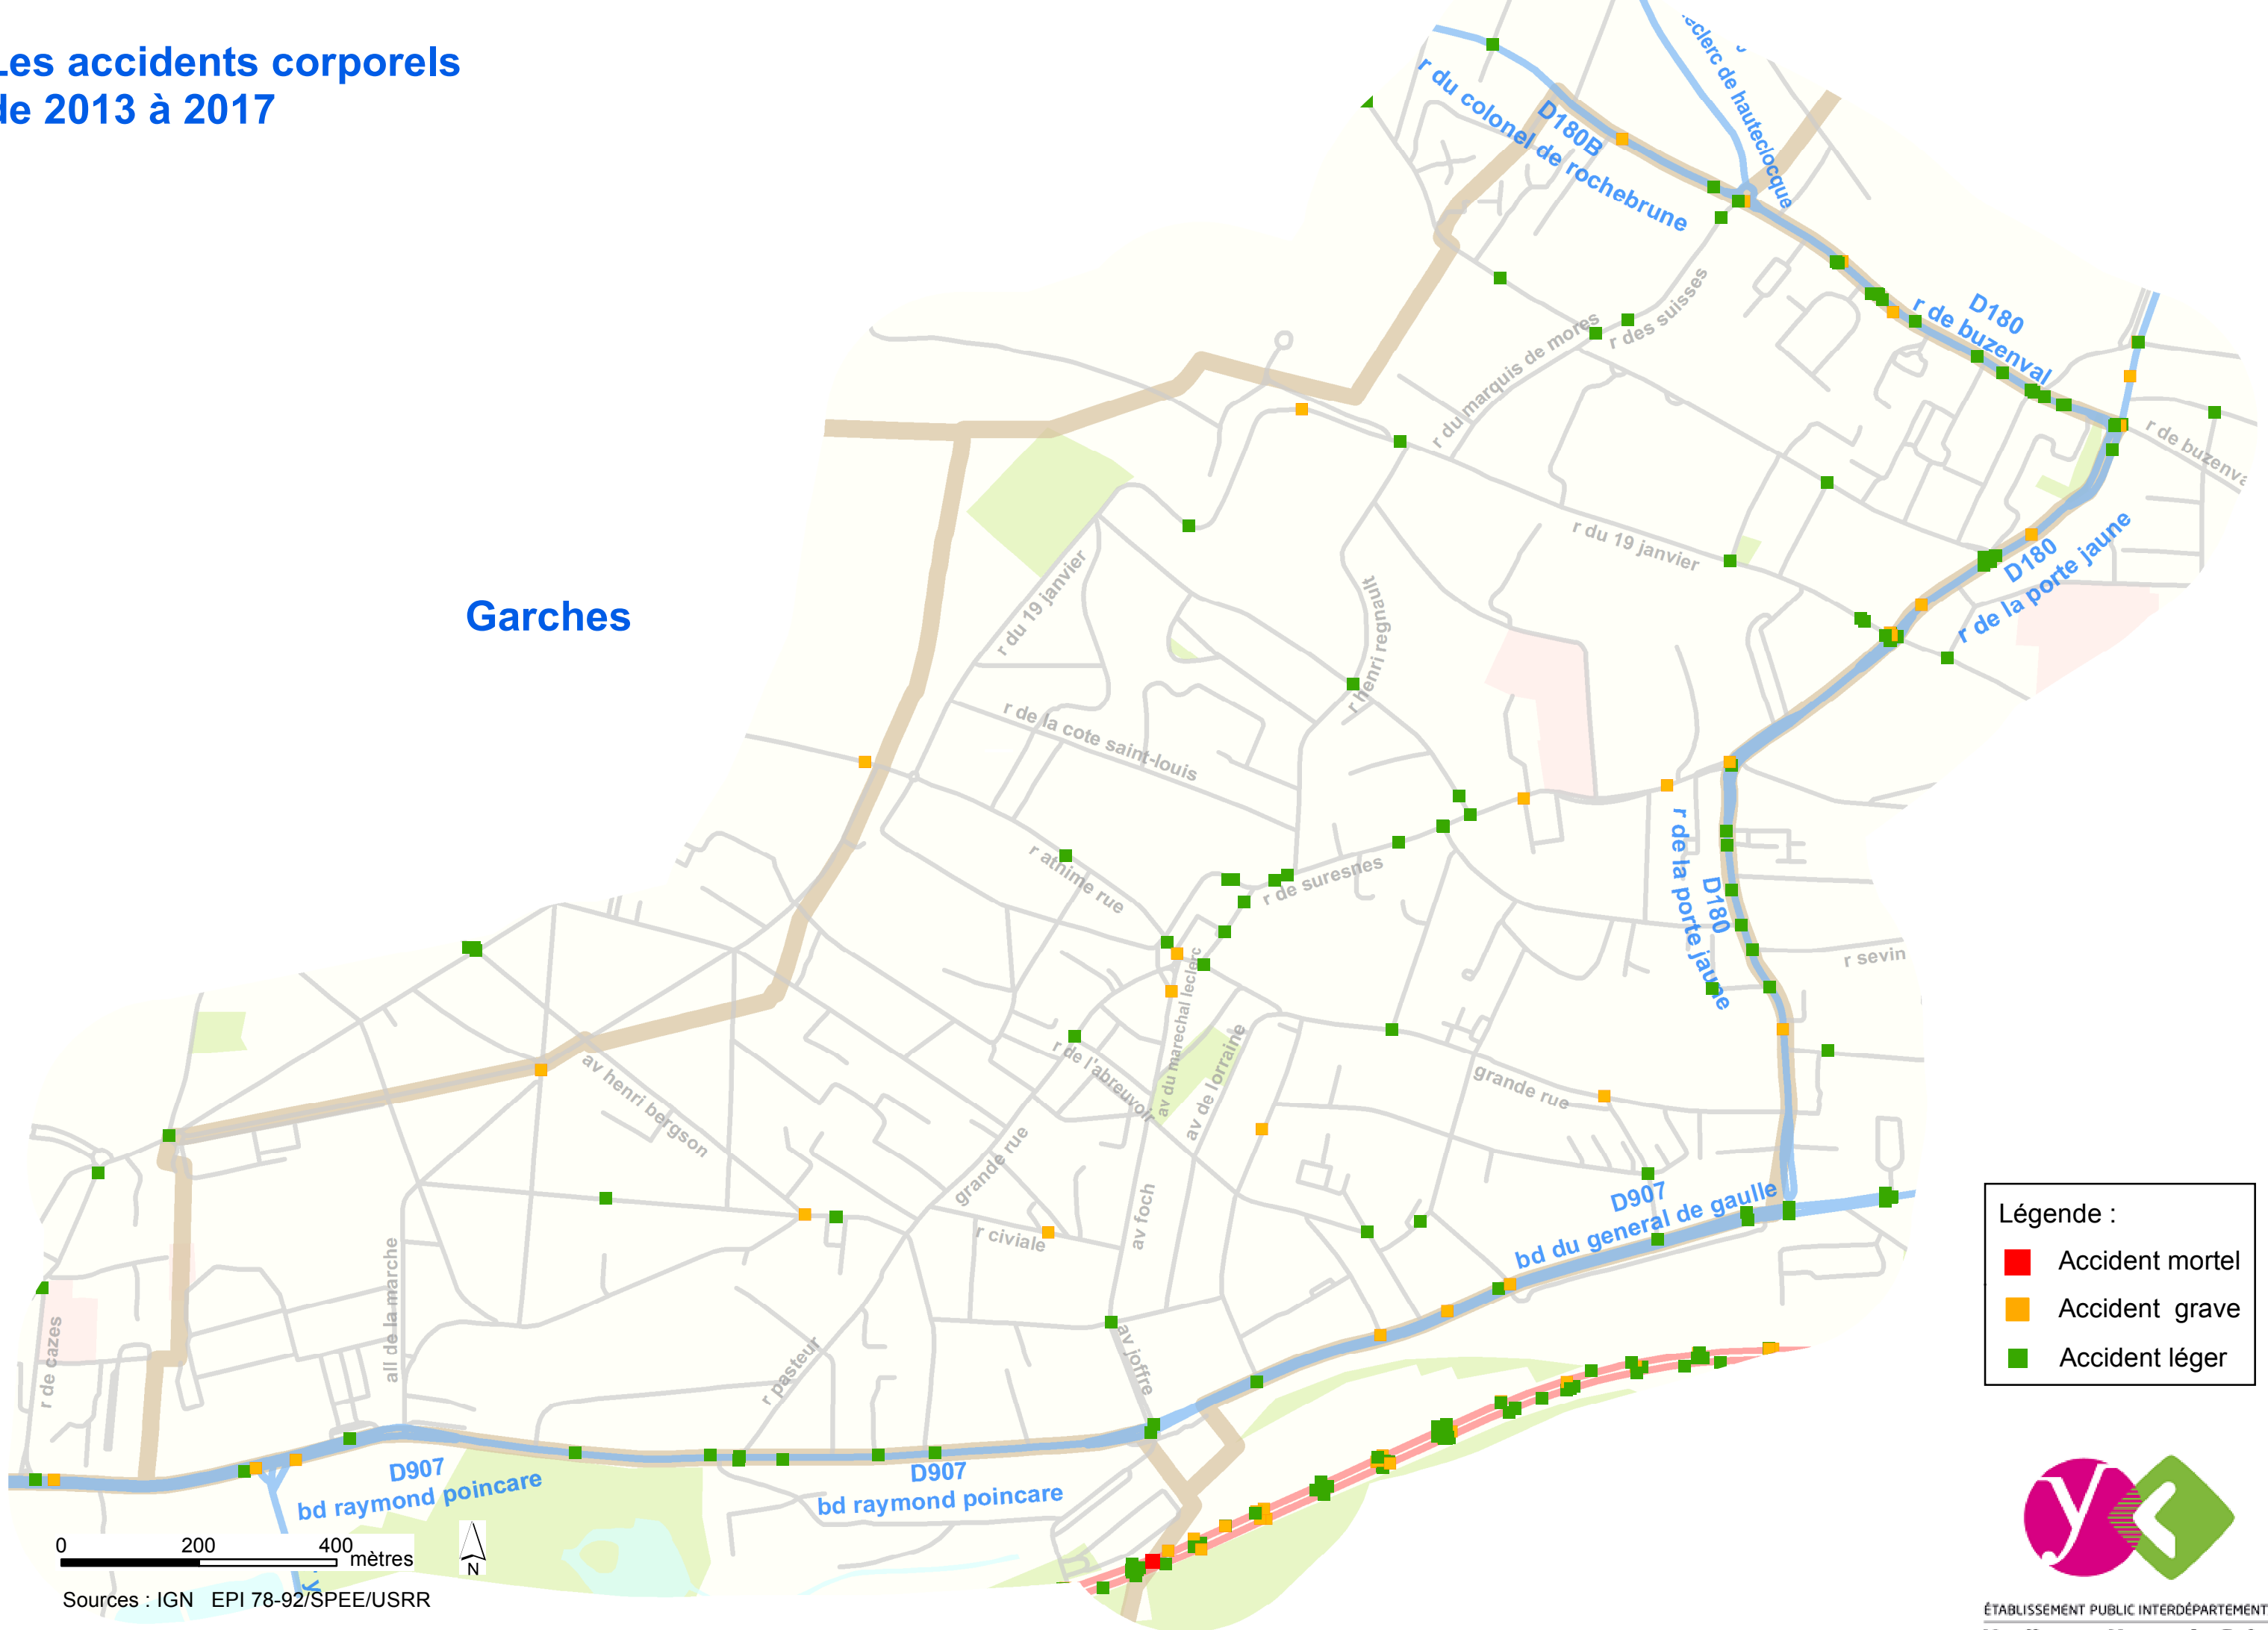 Les accidents corporels
de 2013 à 2017
Garches
r du colonel de rochebrune
D180B
leclerc de hauteclocque
D180
r de buzenval
r des suisses
r du marquis de mores
r de buzenva
r du 19 janvier
D180
r de la porte jaune
r du 19 janvier
r henri regnault
r de la cote saint-louis
r athime rue
r de suresnes
r de la porte jaune
D180
r sevin
av du marechal leclerc
r de l'abreuvoir
av de lorraine
av henri bergson
grande rue
grande rue
r civiale
av foch
D907
bd du general de gaulle
all de la marche
r de cazes
r pasteur
av joffre
D907
bd raymond poincare
D907
bd raymond poincare
Légende :
Accident mortel
Accident grave
Accident léger
0 200 400 mètres
N
Sources : IGN EPI 78-92/SPEE/USRR
y
ÉTABLISSEMENT PUBLIC INTERDÉPARTEMENT